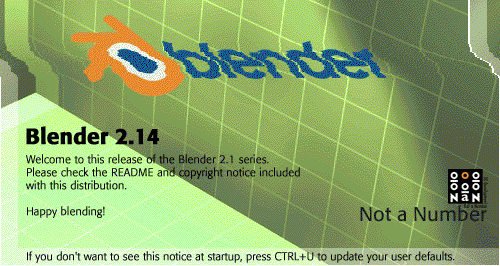 blender
Blender 2.14
Welcome to this release of the Blender 2.1 series.
Please check the README and copyright notice included
with this distribution.
Happy blending!
Not a Number
If you don't want to see this notice at startup, press CTRL+U to update your user defaults.